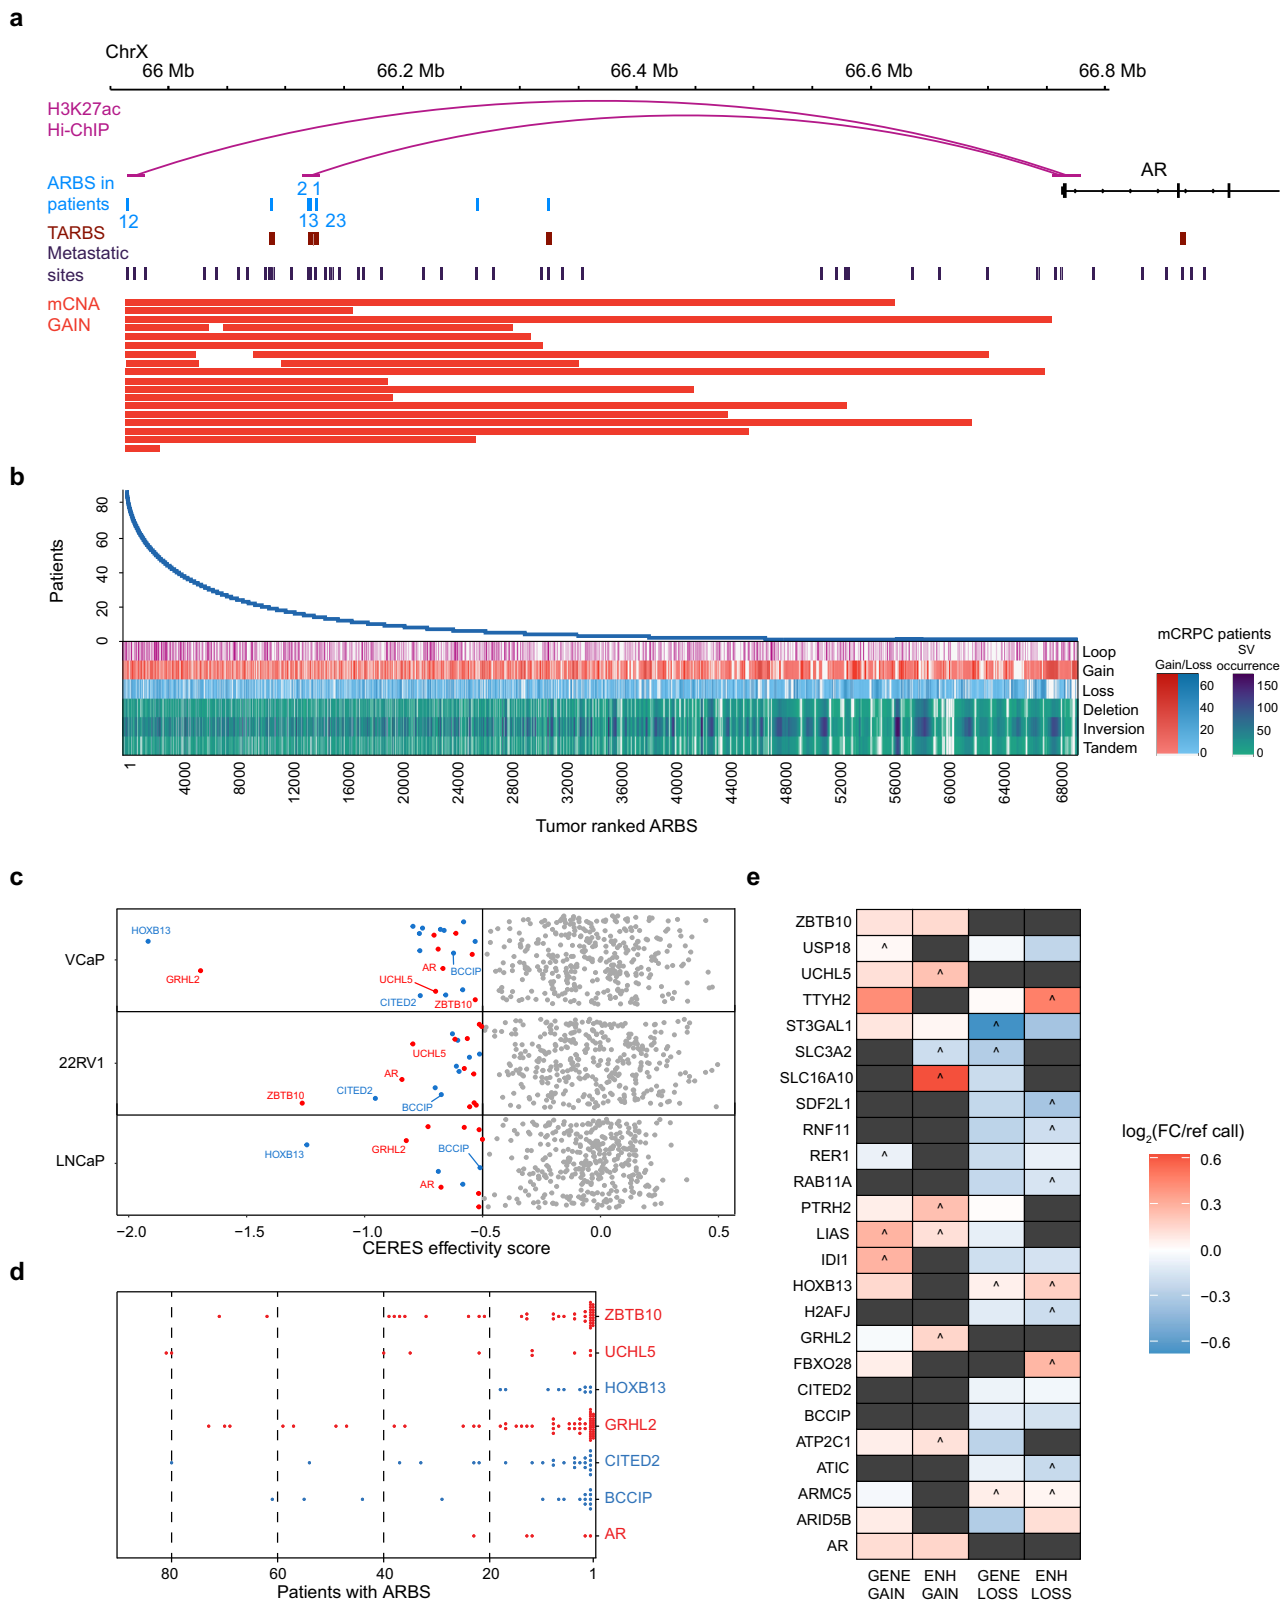 a
ChrX
66 Mb 66.2 Mb 66.4 Mb 66.6 Mb 66.8 Mb
H3K27ac
Hi-ChIP
AR
ARBS in
patients
2 1
12 13 23
TARBS
Metastatic
sites
mCNA
GAIN
b
Patients
80
60
40
20
0
Loop
Gain
Loss
Deletion
Inversion
Tandem
mCRPC patients
SV
Gain/Loss occurrence
60
40
20
0
150
100
50
0
1 4000 8000 12000 16000 20000 24000 28000 32000 36000 40000 44000 48000 52000 56000 60000 64000 68000
Tumor ranked ARBS
c
VCaP
HOXB13
GRHL2
AR
BCCIP
UCHL5
CITED2
ZBTB10
22RV1
UCHL5
AR
CITED2
ZBTB10
BCCIP
LNCaP
HOXB13
GRHL2
BCCIP
AR
−2.0 −1.5 −1.0 −0.5 0.0 0.5
CERES effectivity score
d
ZBTB10
UCHL5
HOXB13
GRHL2
CITED2
BCCIP
AR
80 60 40 20 1
Patients with ARBS
e
ZBTB10
USP18 ^
UCHL5 ^
TTYH2 ^
ST3GAL1 ^
SLC3A2 ^ ^
SLC16A10 ^
SDF2L1 ^
RNF11 ^
RER1 ^
RAB11A ^
PTRH2 ^
LIAS ^ ^
IDI1 ^
HOXB13 ^ ^
H2AFJ ^
GRHL2 ^
FBXO28 ^
CITED2
BCCIP
ATP2C1 ^
ATIC ^
ARMC5 ^ ^
ARID5B
AR
GENE ENH GENE ENH
GAIN GAIN LOSS LOSS
log2(FC/ref call)
0.6
0.3
0.0
−0.3
−0.6